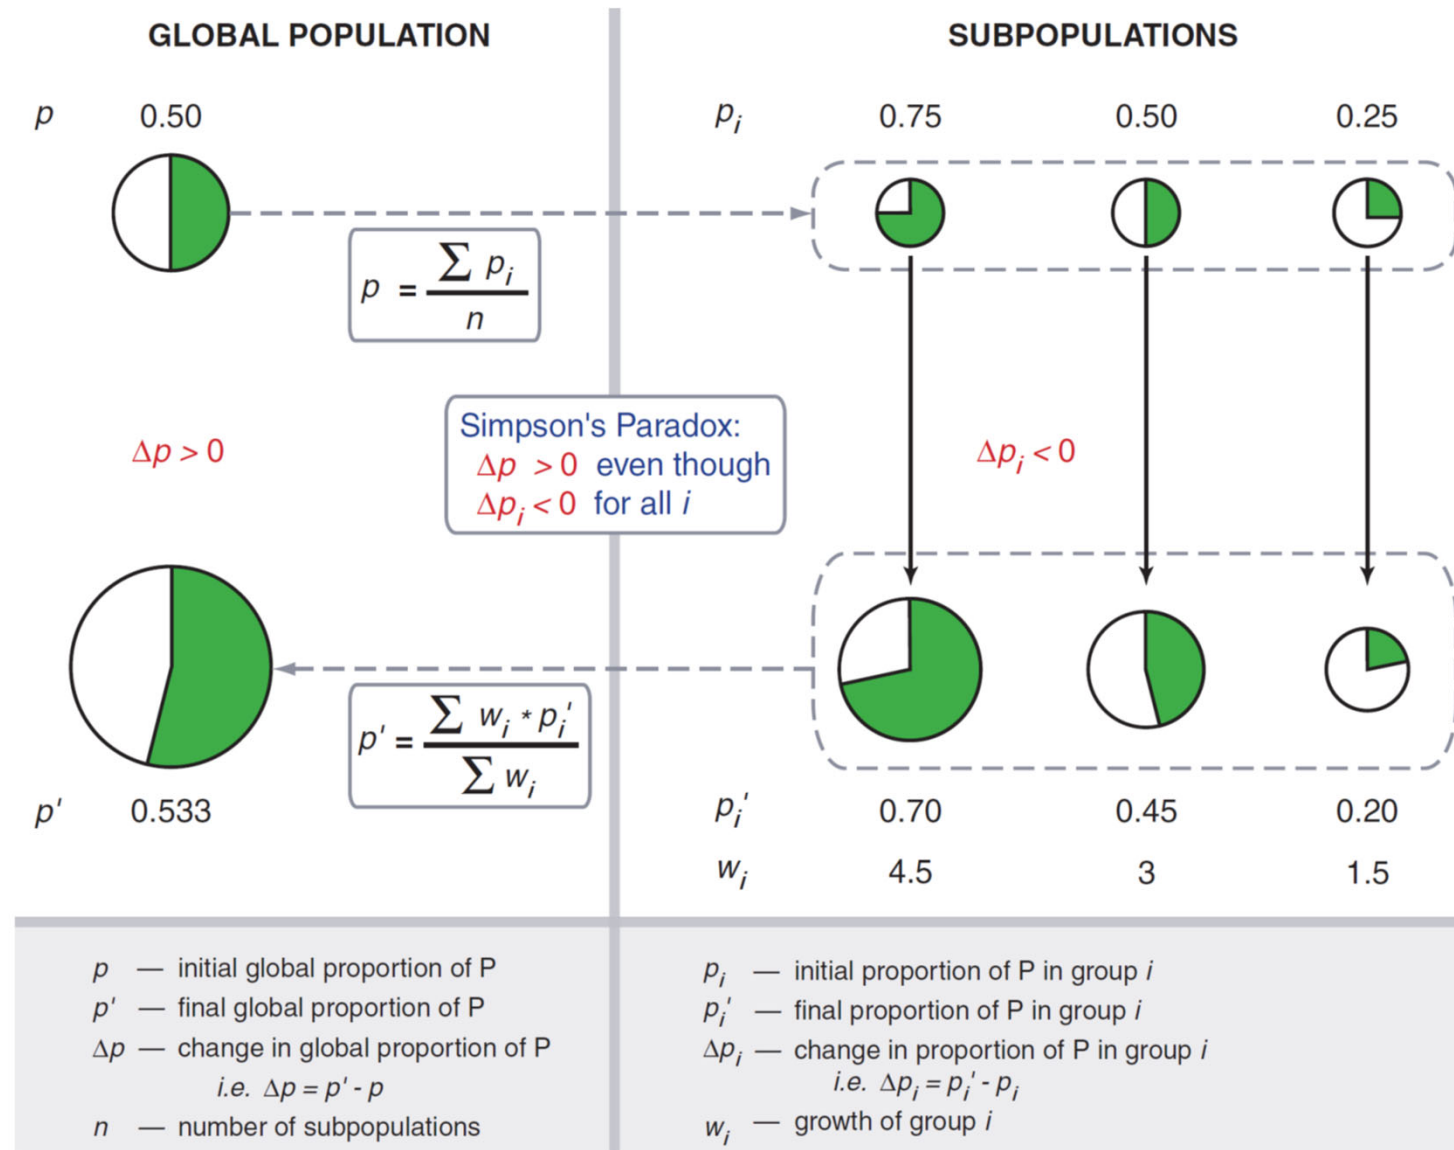 GLOBAL POPULATION
SUBPOPULATIONS
p 0.50
p_i 0.75 0.50 0.25
p = Σ p_i / n
Δp > 0
Simpson's Paradox:
Δp > 0 even though
Δp_i < 0 for all i
Δp_i < 0
p' = Σ w_i * p_i' / Σ w_i
p' 0.533
p_i' 0.70 0.45 0.20
w_i 4.5 3 1.5
p — initial global proportion of P
p' — final global proportion of P
Δp — change in global proportion of P
i.e. Δp = p' - p
n — number of subpopulations
p_i — initial proportion of P in group i
p_i' — final proportion of P in group i
Δp_i — change in proportion of P in group i
i.e. Δp_i = p_i' - p_i
w_i — growth of group i